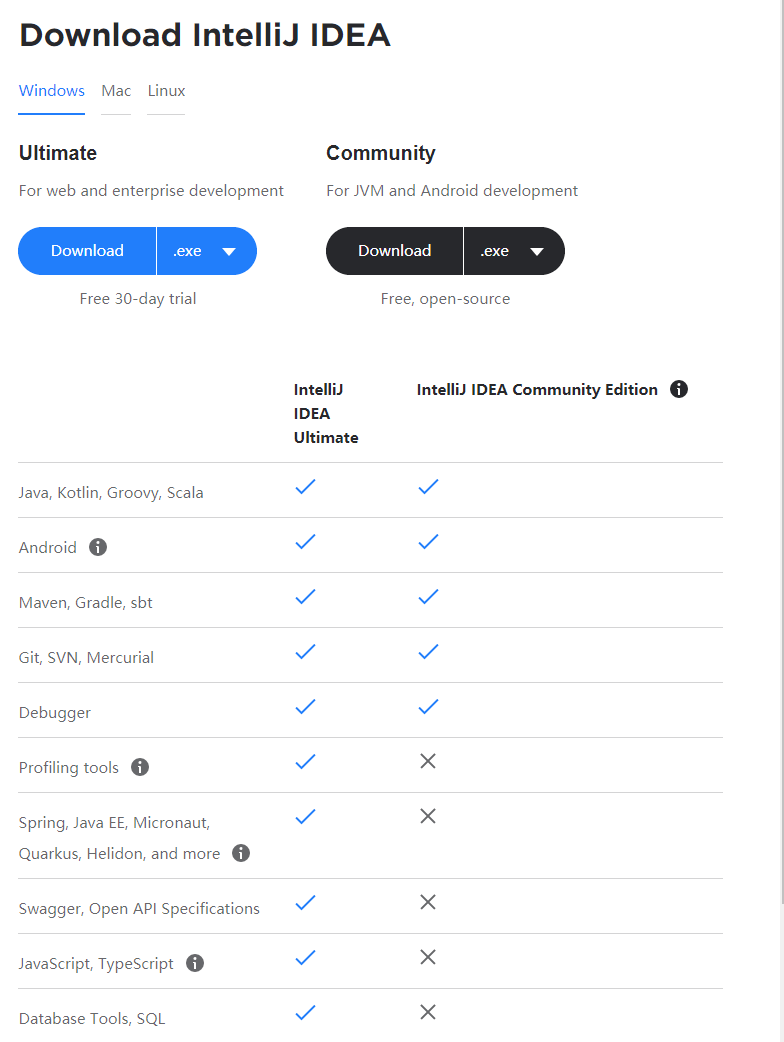 Download IntelliJ IDEA
Windows Mac Linux
Ultimate
For web and enterprise development
Download .exe
Free 30-day trial
Community
For JVM and Android development
Download .exe
Free, open-source
IntelliJ
IDEA
Ultimate
IntelliJ IDEA Community Edition
Java, Kotlin, Groovy, Scala
Android
Maven, Gradle, sbt
Git, SVN, Mercurial
Debugger
Profiling tools
Spring, Java EE, Micronaut,
Quarkus, Helidon, and more
Swagger, Open API Specifications
JavaScript, TypeScript
Database Tools, SQL